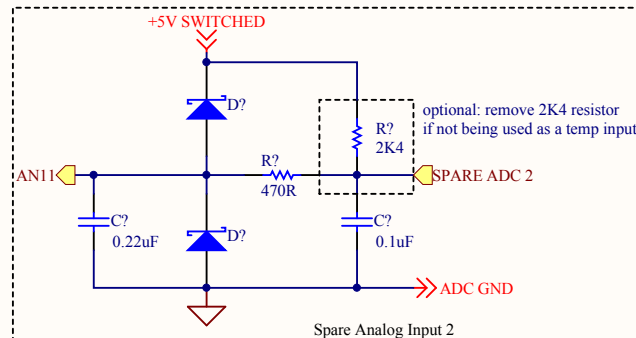 +5V SWITCHED
D?
optional: remove 2K4 resistor
if not being used as a temp input
R?
2K4
R?
470R
AN11
SPARE ADC 2
C?
0.22uF
D?
C?
0.1uF
ADC GND
Spare Analog Input 2